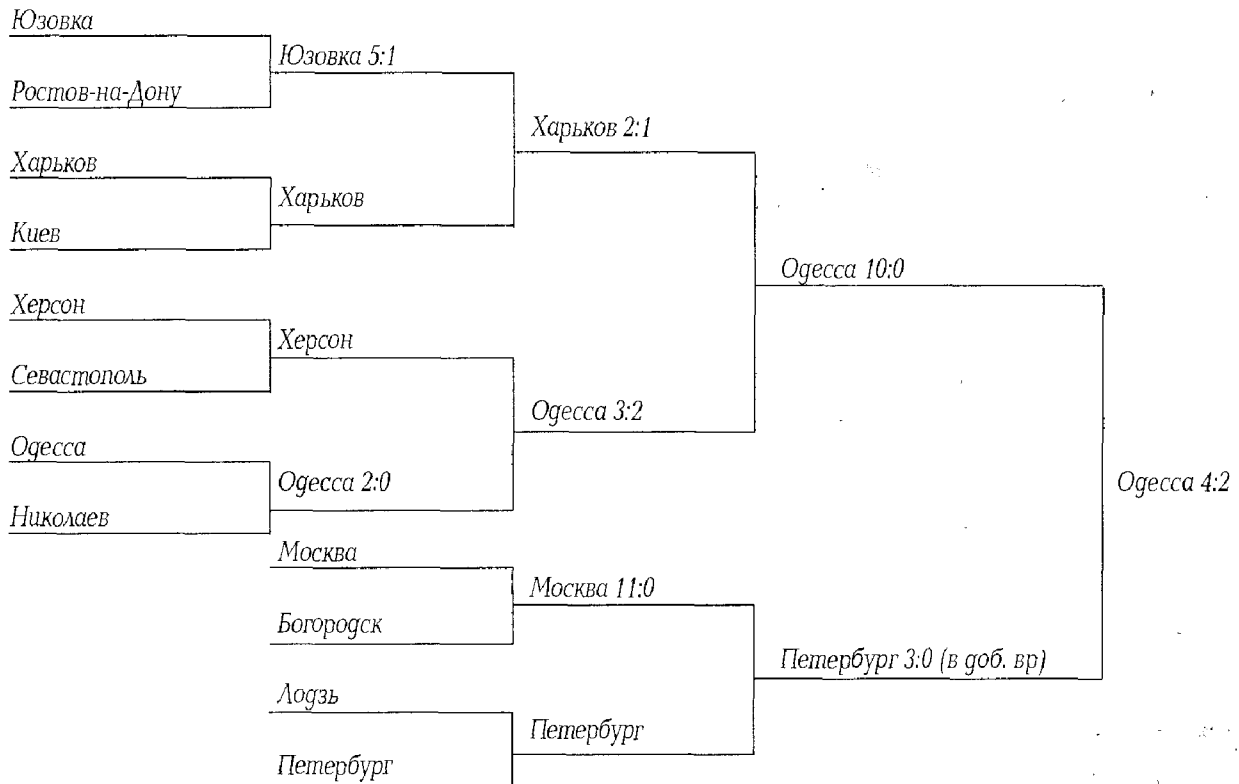 Юзовка
Юзовка 5:1
Ростов-на-Дону
Харьков 2:1
Харьков
Харьков
Киев
Одесса 10:0
Херсон
Херсон
Севастополь
Одесса 3:2
Одесса
Одесса 2:0
Одесса 4:2
Николаев
Москва
Москва 11:0
Богородск
Петербург 3:0 (в доб. вр)
Лодзь
Петербург
Петербург